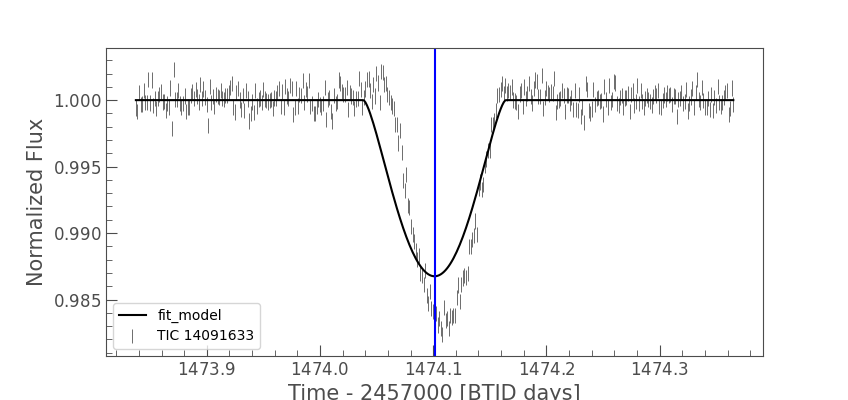 Normalized Flux
1.000
0.995
0.990
0.985
fit_model
TIC 14091633
1473.9 1474.0 1474.1 1474.2 1474.3
Time - 2457000 [BTJD days]